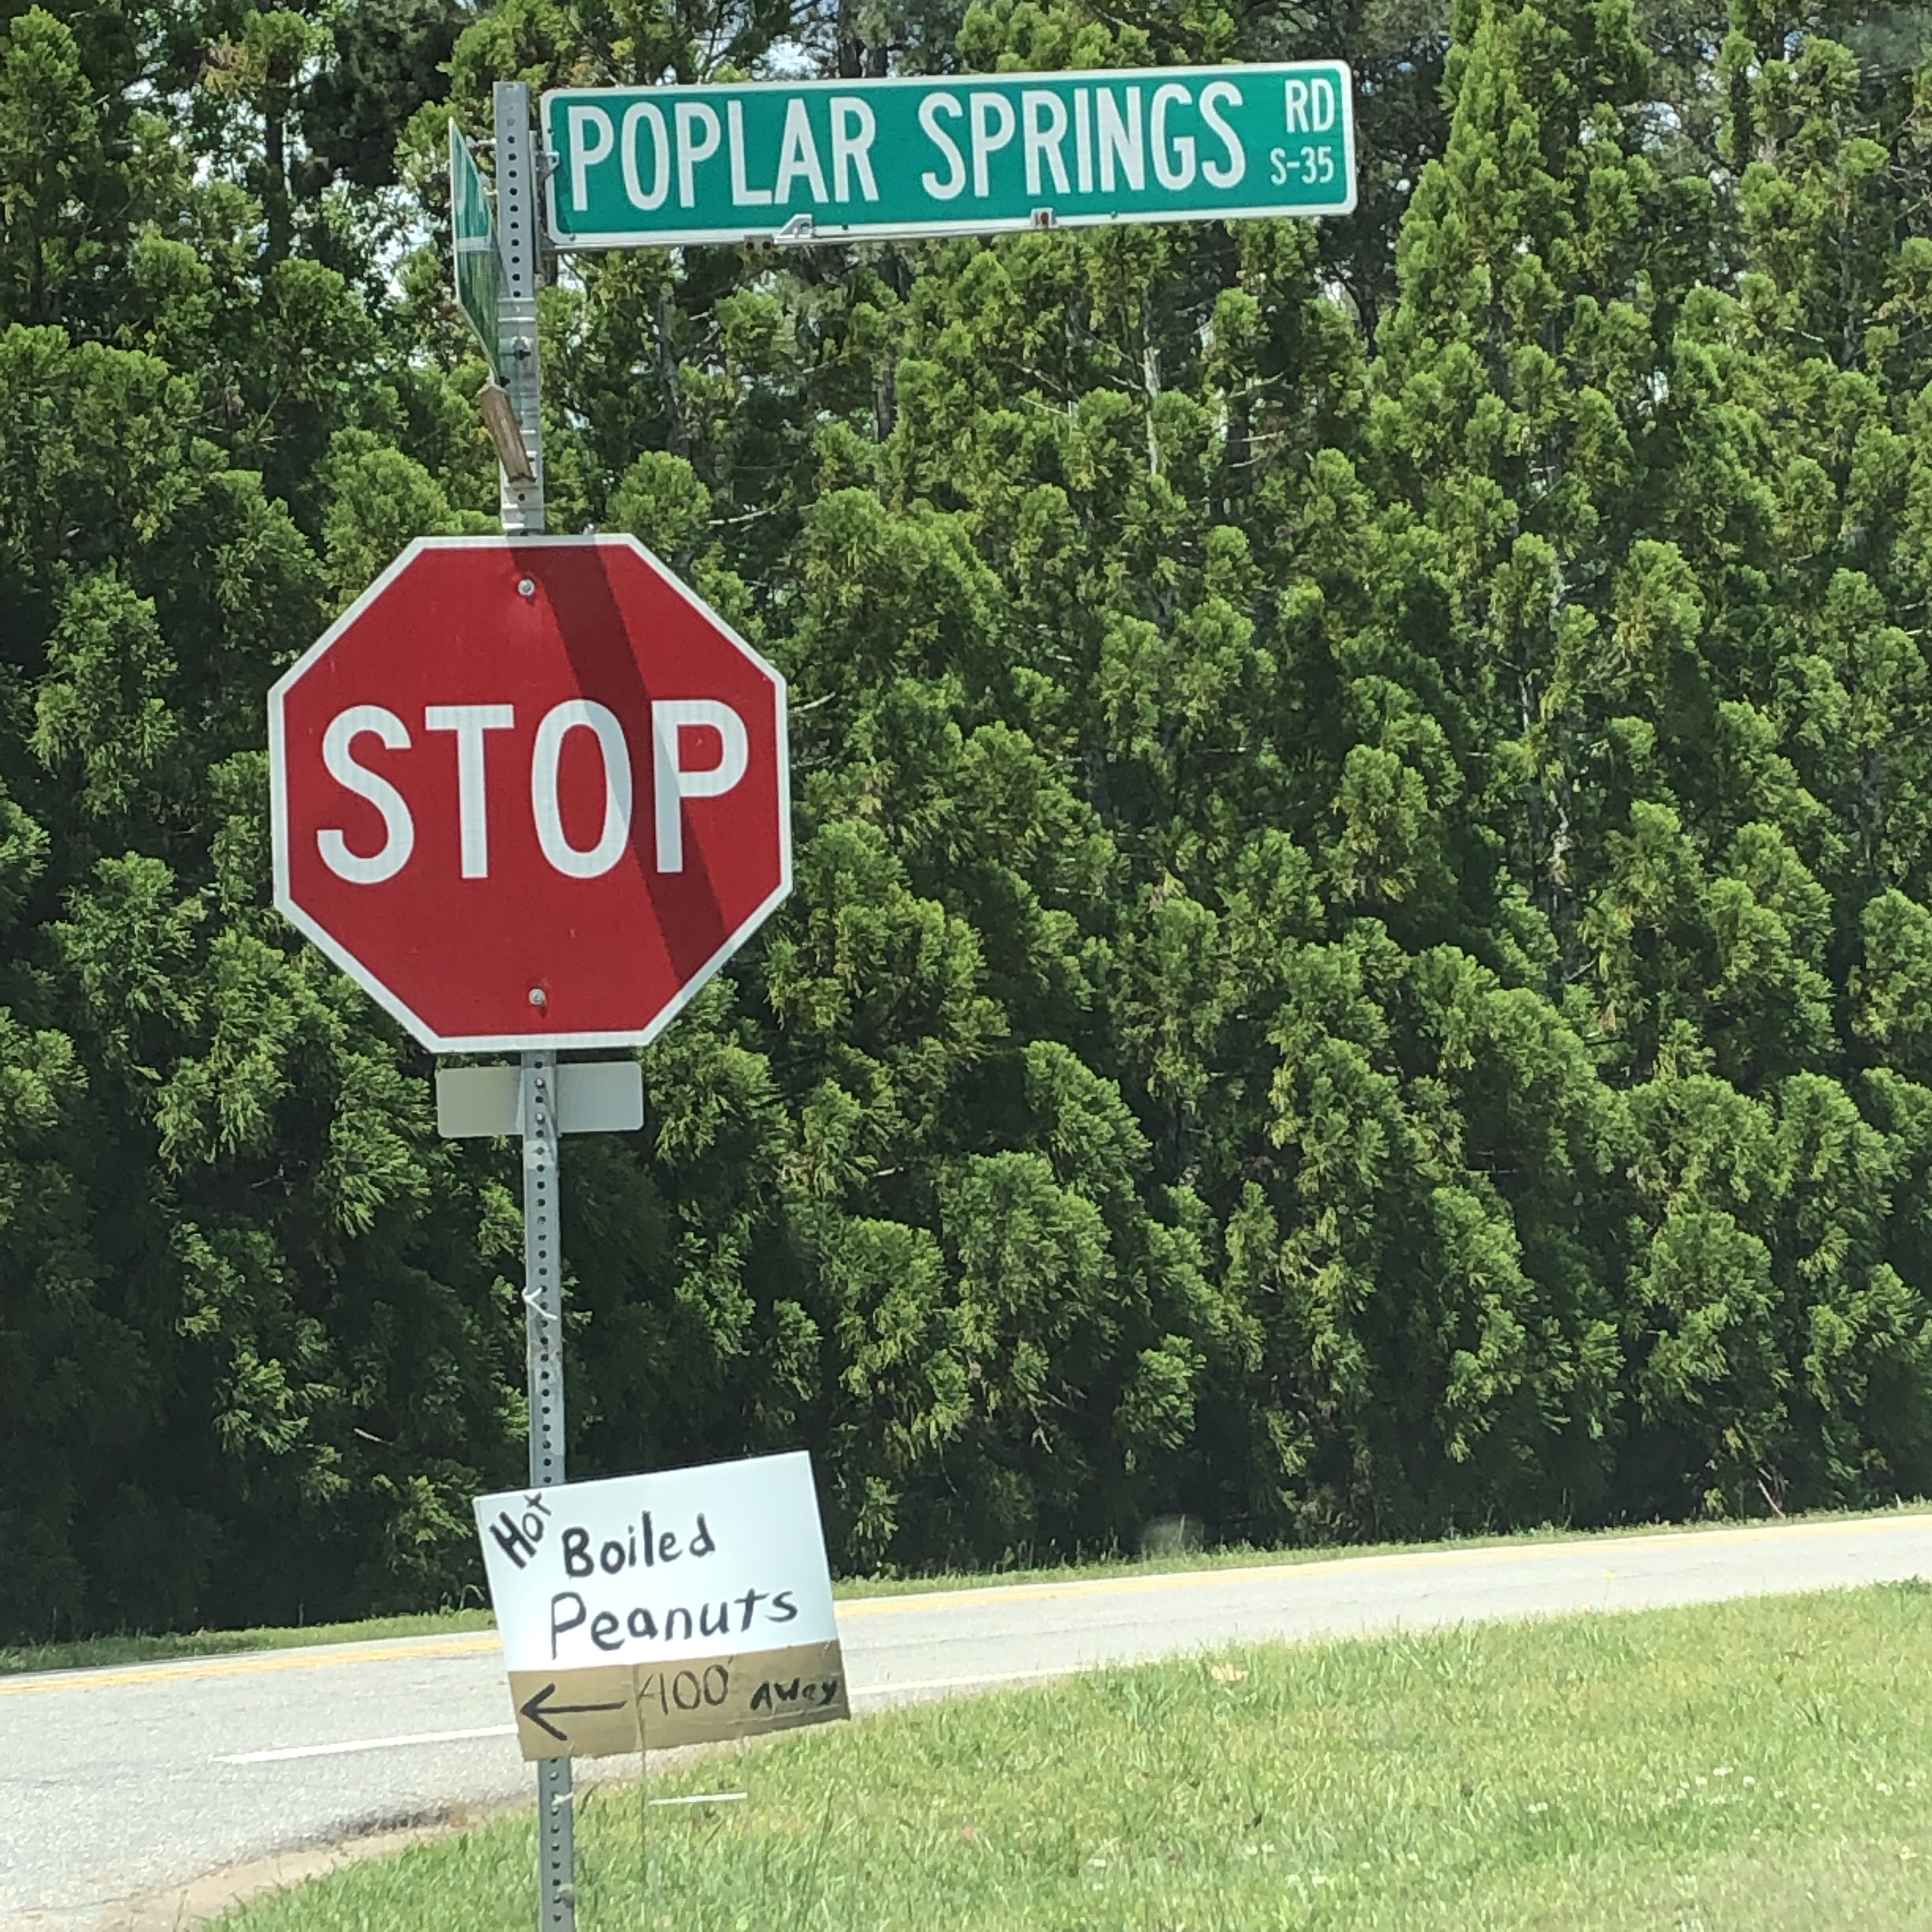 POPLAR SPRINGS RD
S-35
STOP
Hot
Boiled
Peanuts
← 400' AWAY